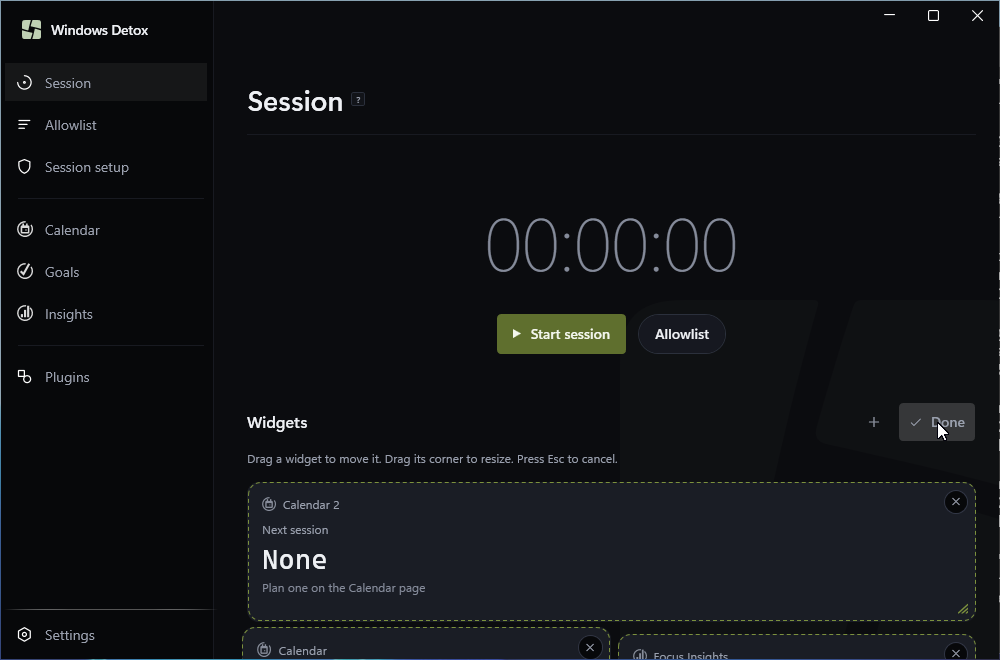 Windows Detox
Session
Allowlist
Session setup
Calendar
Goals
Insights
Plugins
Settings
Session ?
00:00:00
Start session
Allowlist
Widgets
Done
Drag a widget to move it. Drag its corner to resize. Press Esc to cancel.
Calendar 2
Next session
None
Plan one on the Calendar page
Calendar
Focus Insights